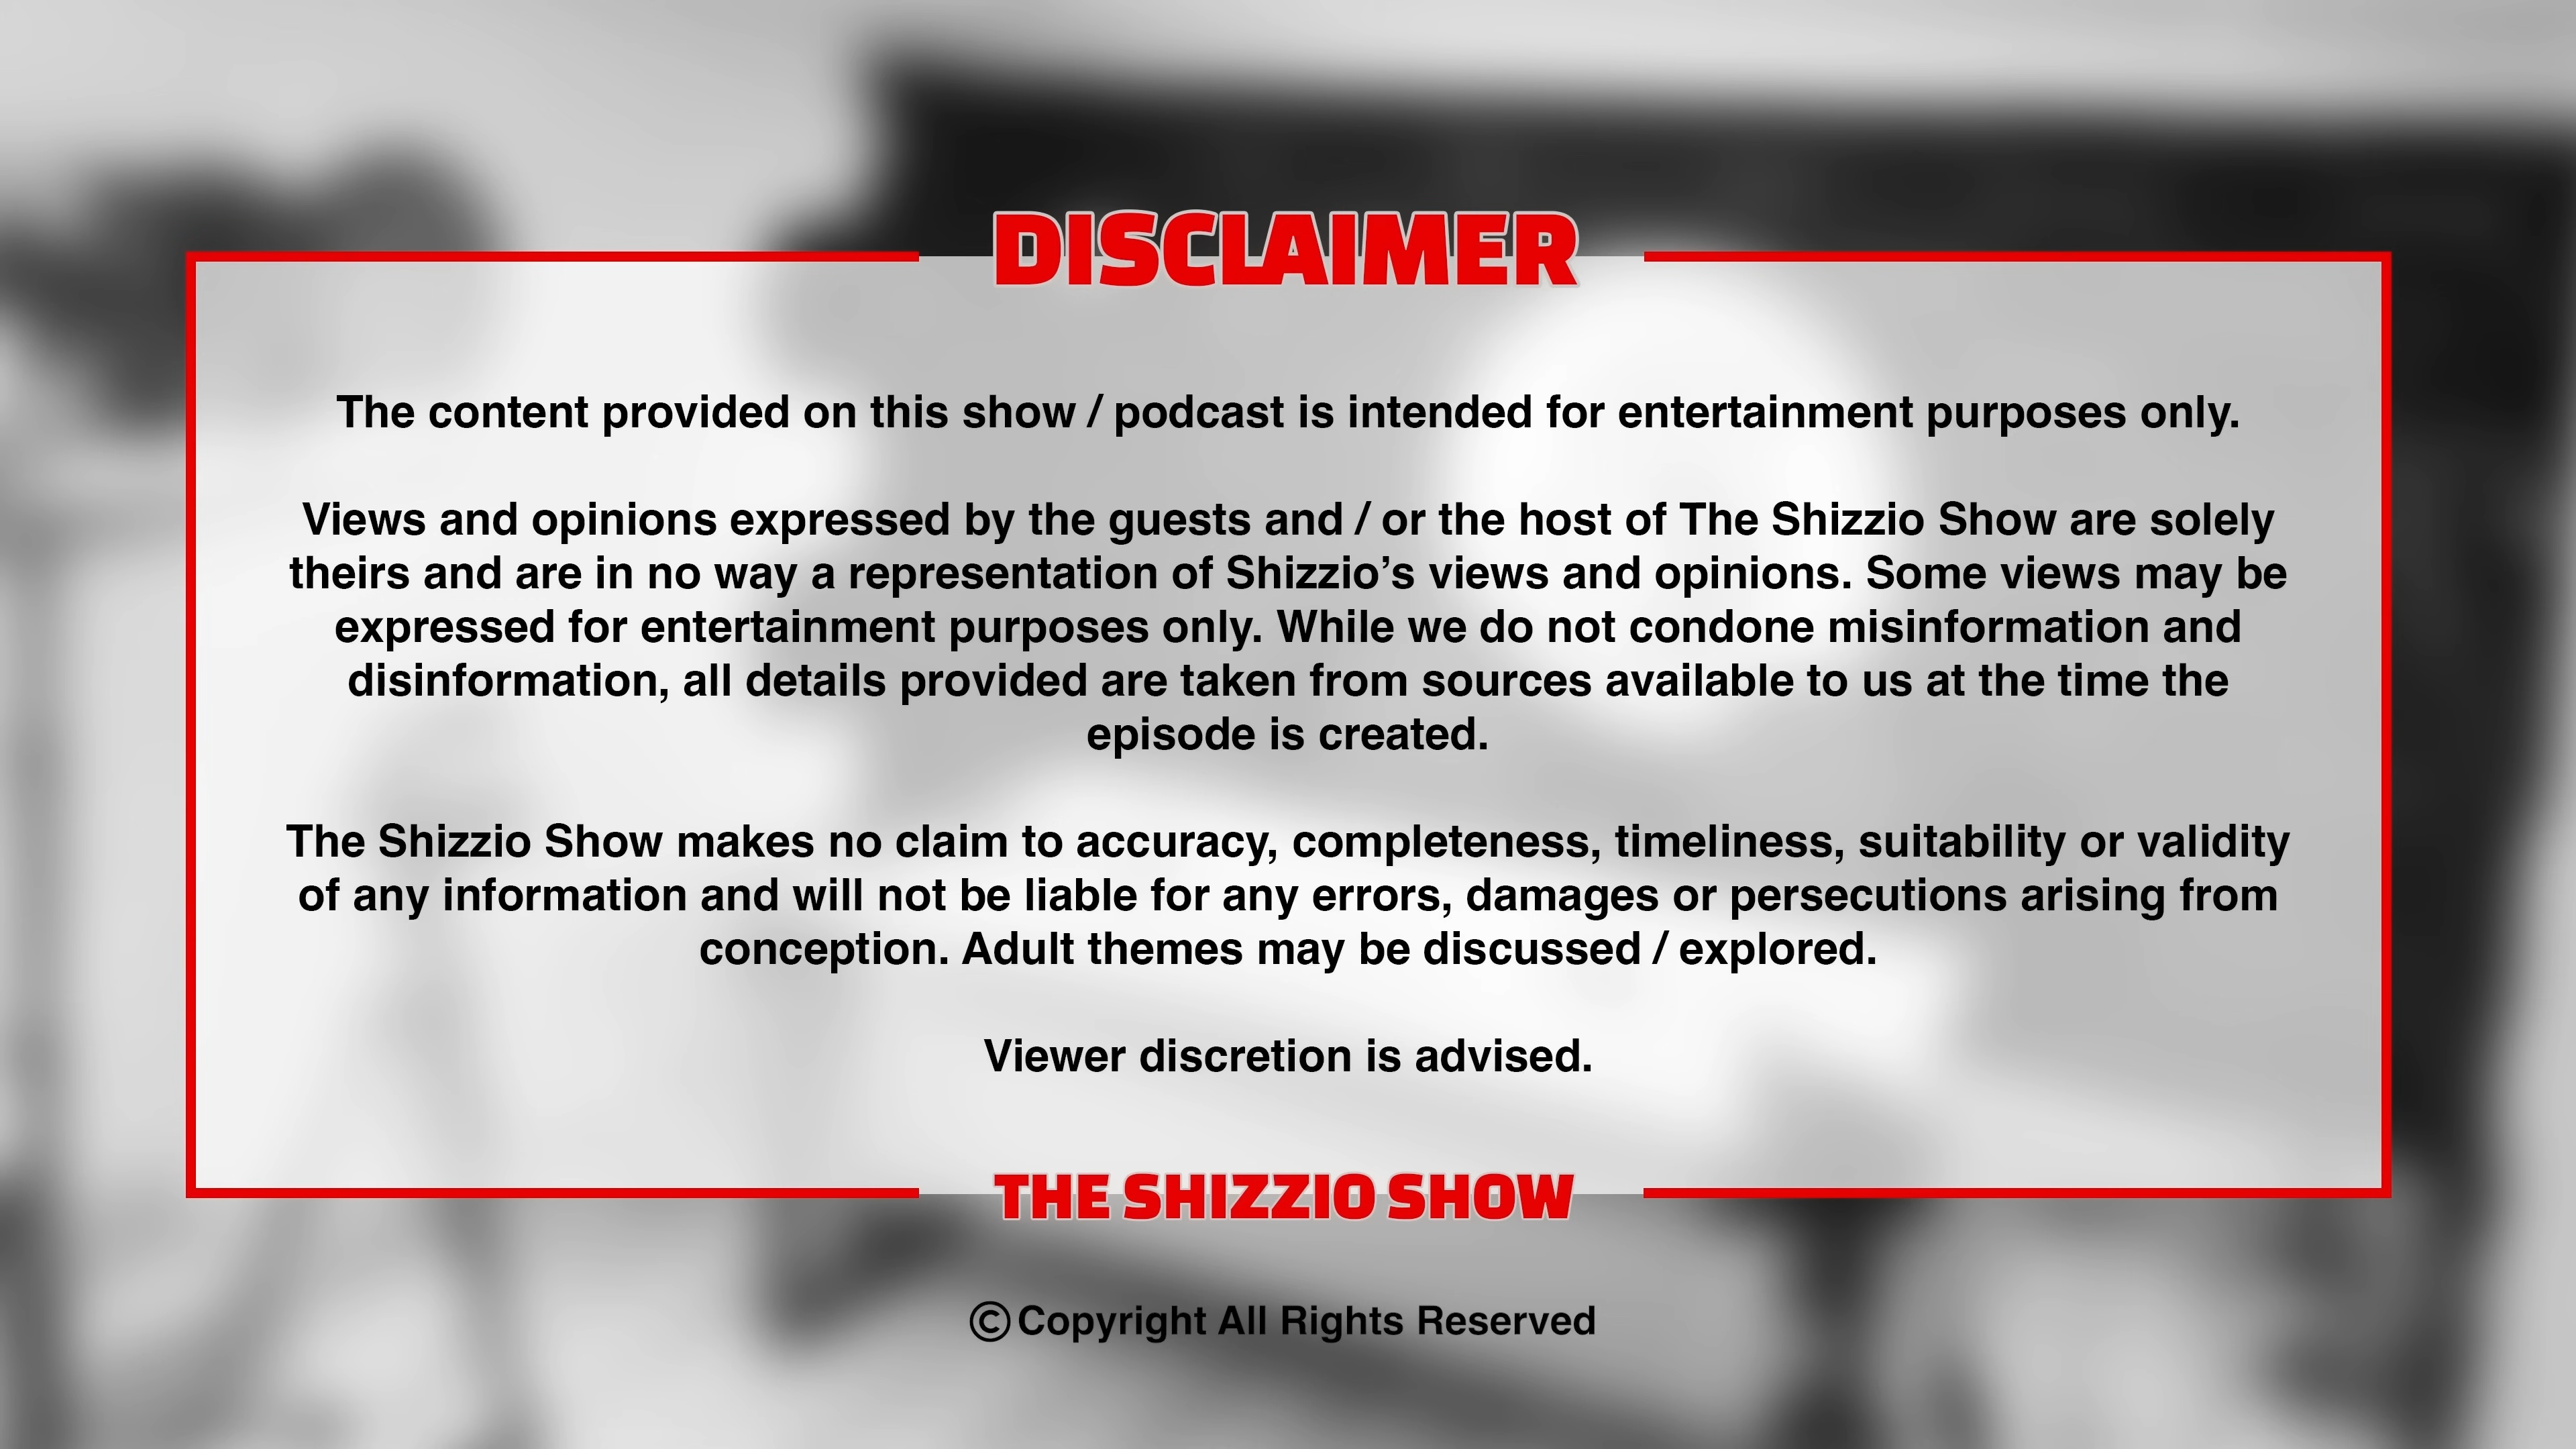 DISCLAIMER
The content provided on this show / podcast is intended for entertainment purposes only.
Views and opinions expressed by the guests and / or the host of The Shizzio Show are solely
theirs and are in no way a representation of Shizzio’s views and opinions. Some views may be
expressed for entertainment purposes only. While we do not condone misinformation and
disinformation, all details provided are taken from sources available to us at the time the
episode is created.
The Shizzio Show makes no claim to accuracy, completeness, timeliness, suitability or validity
of any information and will not be liable for any errors, damages or persecutions arising from
conception. Adult themes may be discussed / explored.
Viewer discretion is advised.
THE SHIZZIO SHOW
© Copyright All Rights Reserved